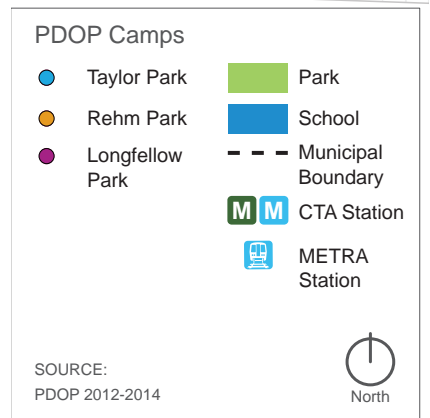 PDOP Camps
Taylor Park
Rehm Park
Longfellow
Park
Park
School
Municipal
Boundary
M M CTA Station
METRA
Station
SOURCE:
PDOP 2012-2014
North